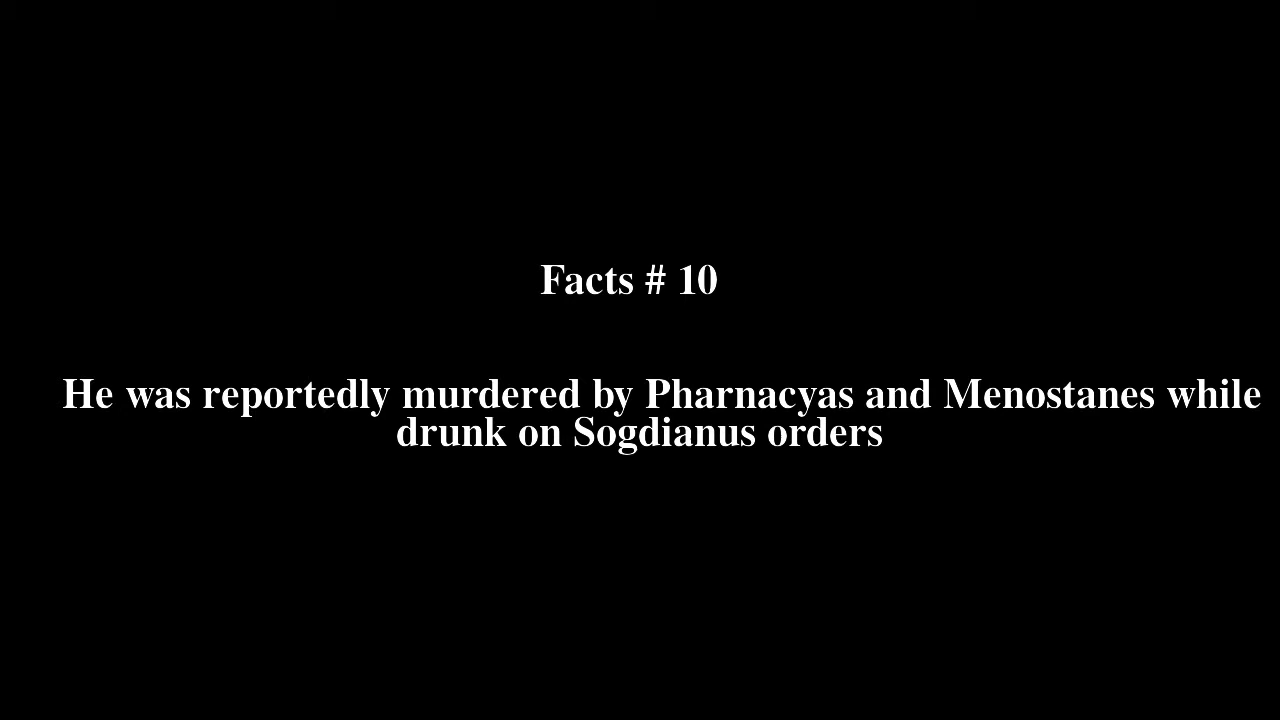 Facts # 10
He was reportedly murdered by Pharnacyas and Menostanes while
drunk on Sogdianus orders